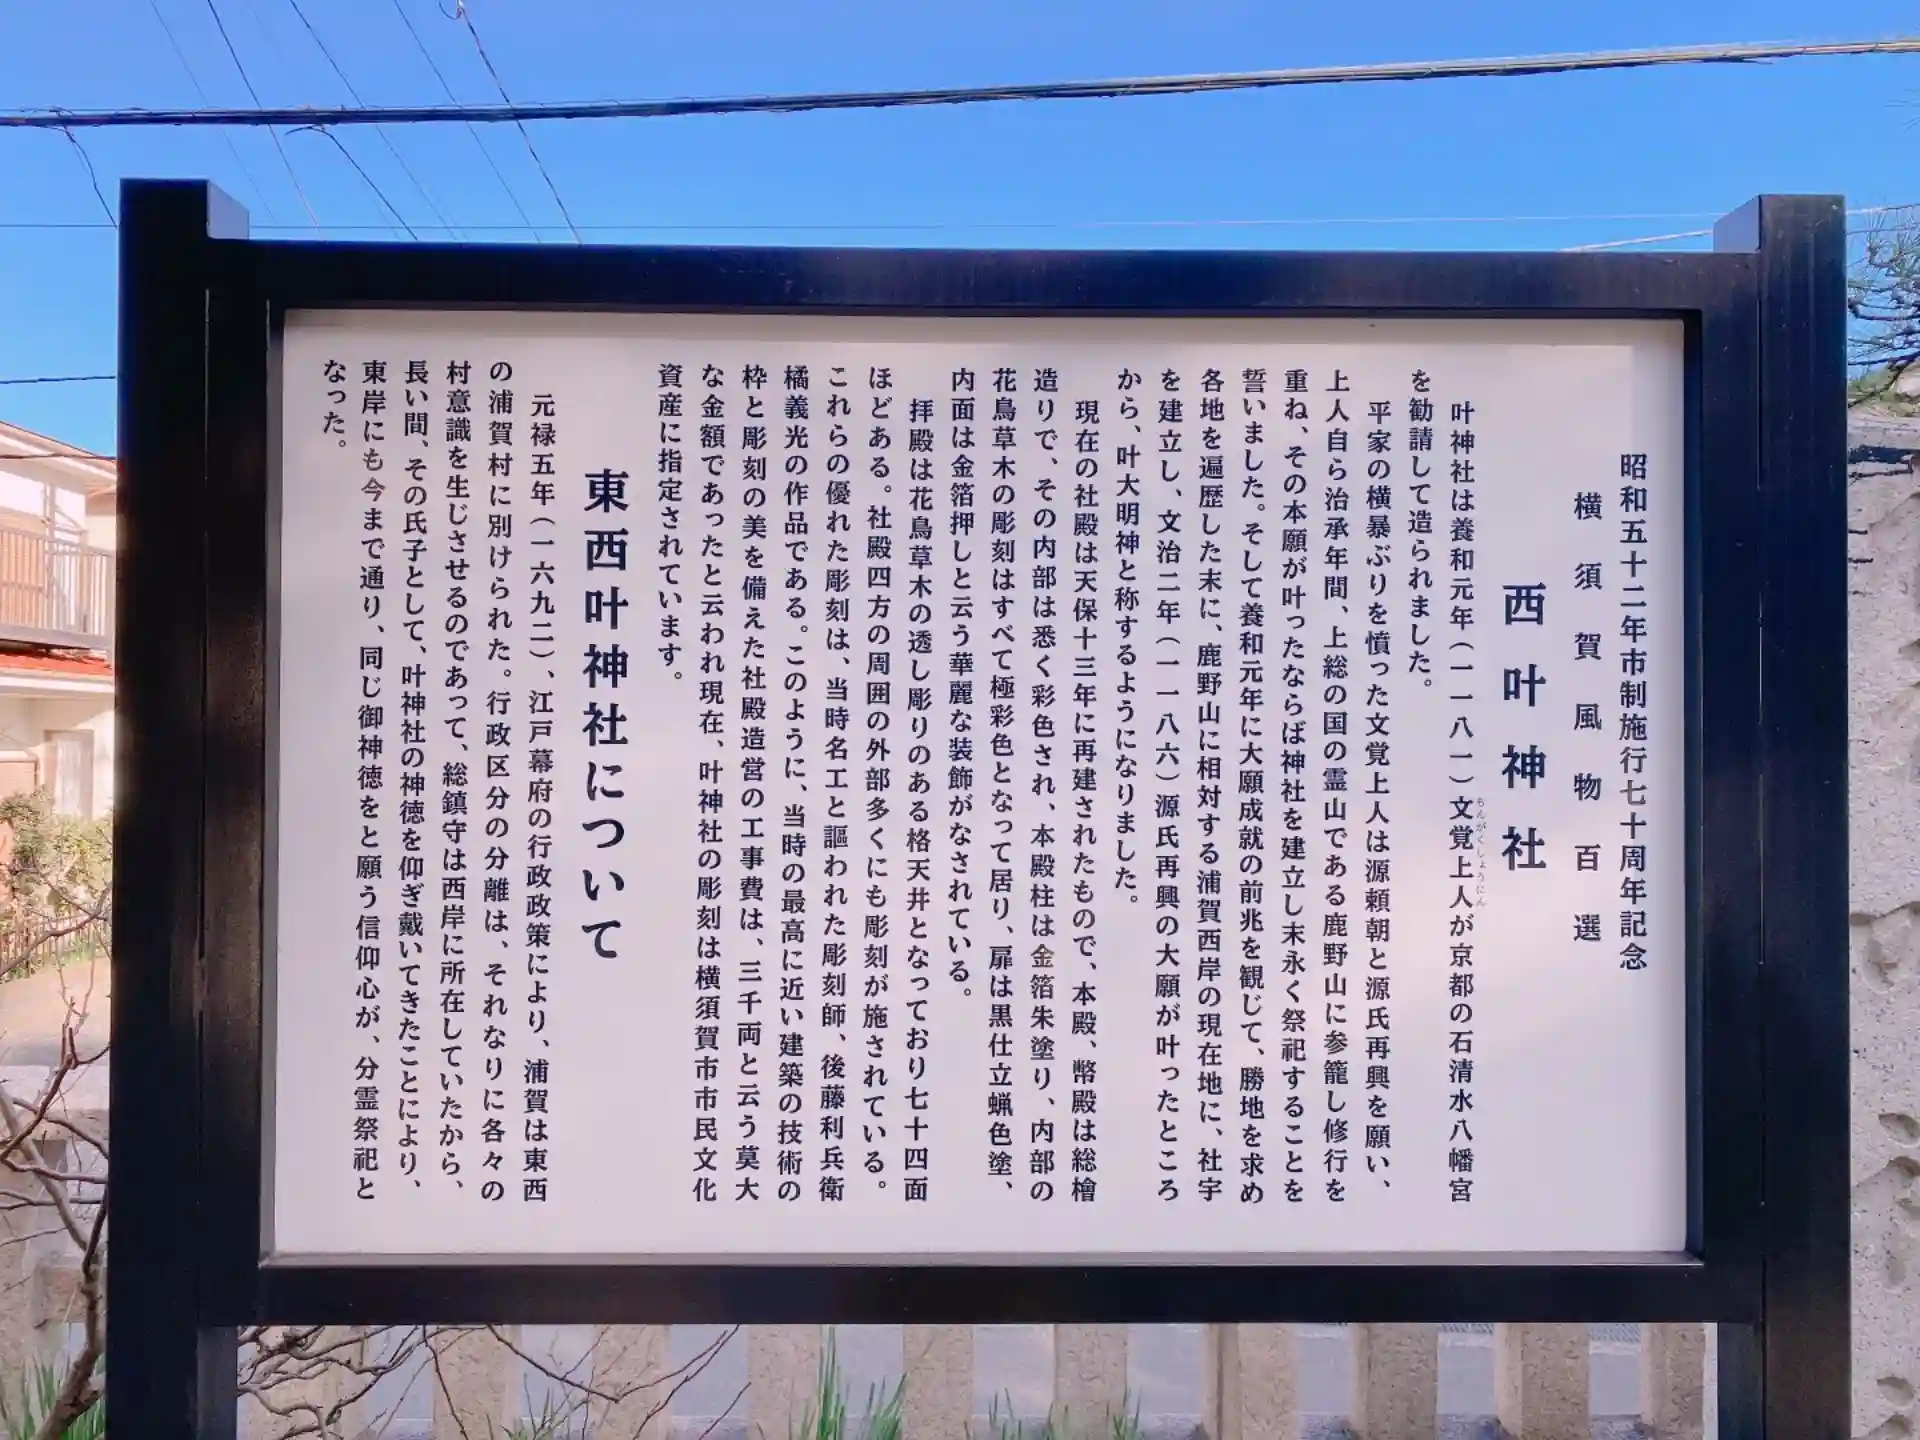 昭和五十二年市制施行七十周年記念
横須賀風物百選
西叶神社
叶神社は養和元年（一一八一）文覚上人が京都の石清水八幡宮
もんがくしょうにん
を勧請して造られました。
平家の横暴ぶりを憤った文覚上人は源頼朝と源氏再興を願い、
上人自ら治承年間、上総の国の霊山である鹿野山に参籠し修行を
重ね、その本願が叶ったならば神社を建立し末永く祭祀することを
誓いました。そして養和元年に大願成就の前兆を観じて、勝地を求め
各地を遍歴した末に、鹿野山に相対する浦賀西岸の現在地に、社宇
を建立し、文治二年（一一八六）源氏再興の大願が叶ったところ
から、叶大明神と称するようになりました。
現在の社殿は天保十三年に再建されたもので、本殿、幣殿は総檜
造りで、その内部は悉く彩色され、本殿柱は金箔朱塗り、内部の
花鳥草木の彫刻はすべて極彩色となって居り、扉は黒仕立蝋色塗、
内面は金箔押しと云う華麗な装飾がなされている。
拝殿は花鳥草木の透し彫りのある格天井となっており七十四面
ほどある。社殿四方の周囲の外部多くにも彫刻が施されている。
これらの優れた彫刻は、当時名工と謳われた彫刻師、後藤利兵衛
橘義光の作品である。このように、当時の最高に近い建築の技術の
枠と彫刻の美を備えた社殿造営の工事費は、三千両と云う莫大
な金額であったと云われ現在、叶神社の彫刻は横須賀市市民文化
資産に指定されています。
東西叶神社について
元禄五年（一六九二）、江戸幕府の行政政策により、浦賀は東西
の浦賀村に別けられた。行政区分の分離は、それなりに各々の
村意識を生じさせるのであって、総鎮守は西岸に所在していたから、
長い間、その氏子として、叶神社の神徳を仰ぎ戴いてきたことにより、
東岸にも今まで通り、同じ御神徳をと願う信仰心が、分霊祭祀と
なった。